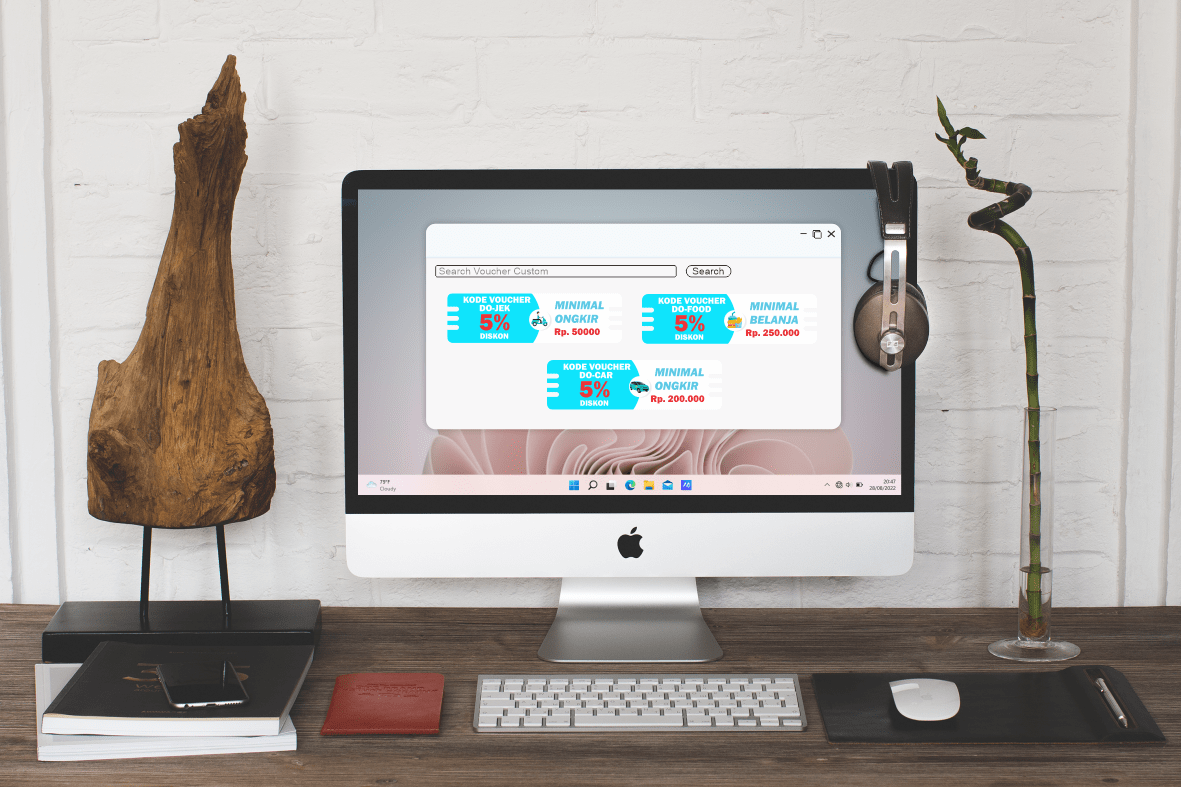 Search Voucher Custom
Search
KODE VOUCHER
DO-JEK
5%
DISKON
MINIMAL
ONGKIR
Rp. 50000
KODE VOUCHER
DO-FOOD
5%
DISKON
MINIMAL
BELANJA
Rp. 250.000
KODE VOUCHER
DO-CAR
5%
DISKON
MINIMAL
ONGKIR
Rp. 200.000
Cloudy
20:47
28/08/2022